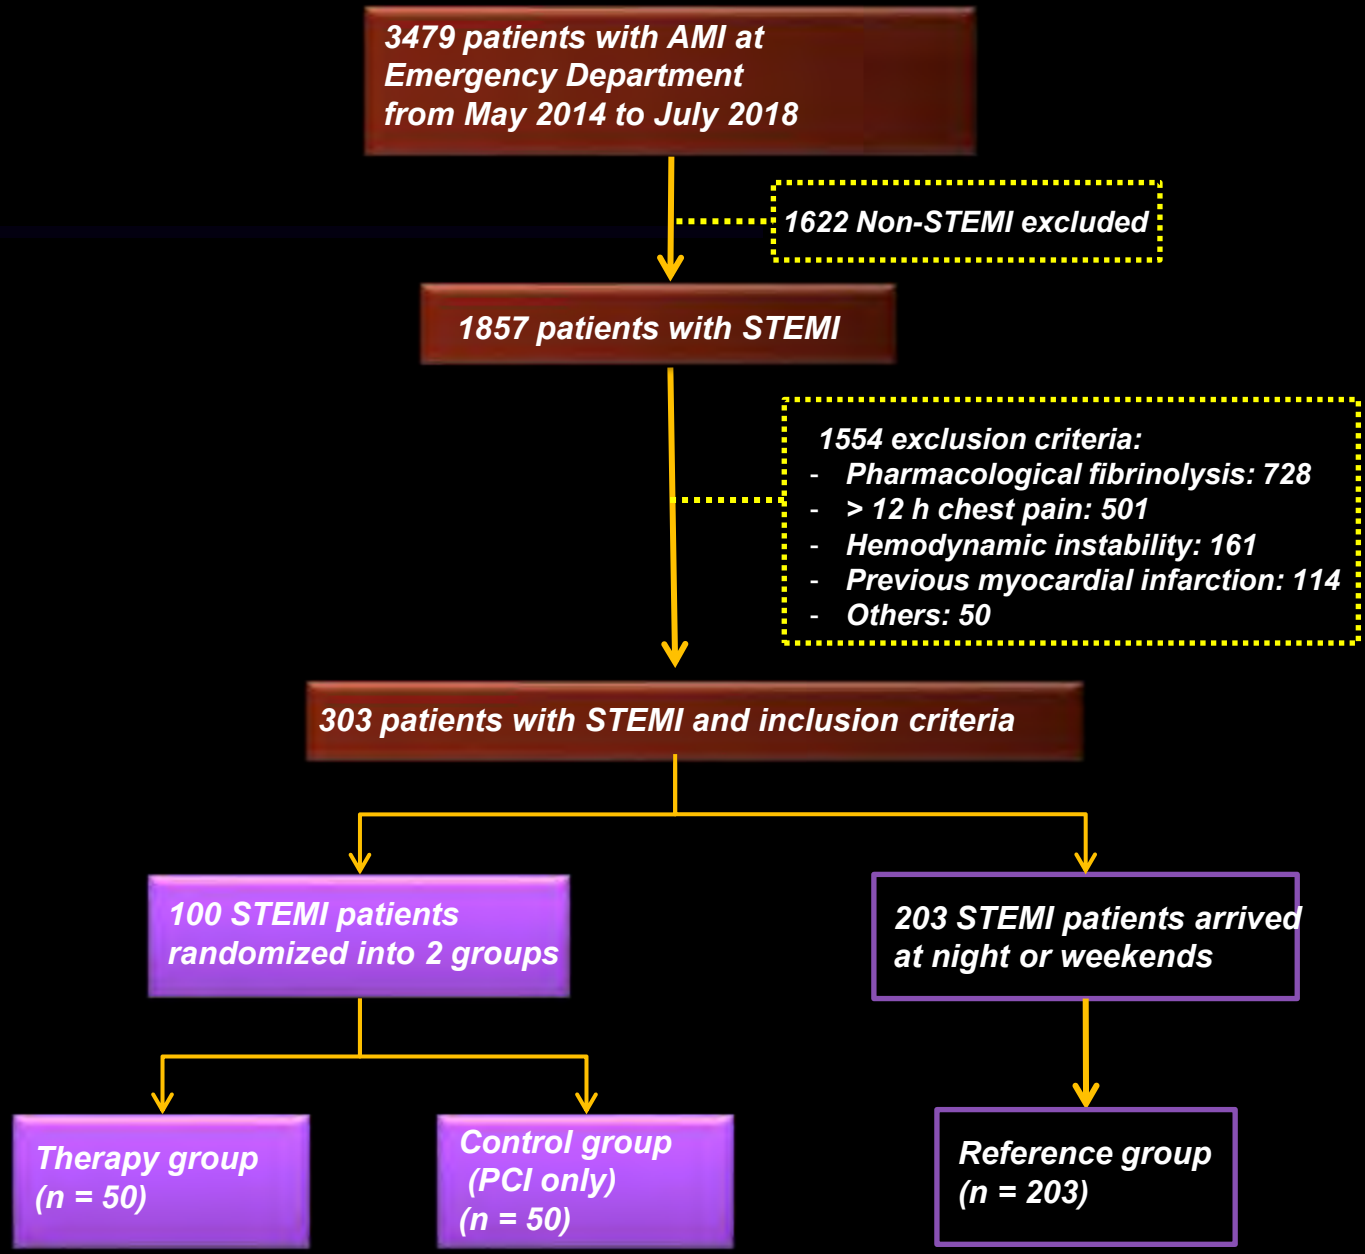 3479 patients with AMI at
Emergency Department
from May 2014 to July 2018
1622 Non-STEMI excluded
1857 patients with STEMI
1554 exclusion criteria:
- Pharmacological fibrinolysis: 728
- > 12 h chest pain: 501
- Hemodynamic instability: 161
- Previous myocardial infarction: 114
- Others: 50
303 patients with STEMI and inclusion criteria
100 STEMI patients
randomized into 2 groups
203 STEMI patients arrived
at night or weekends
Therapy group
(n = 50)
Control group
(PCI only)
(n = 50)
Reference group
(n = 203)